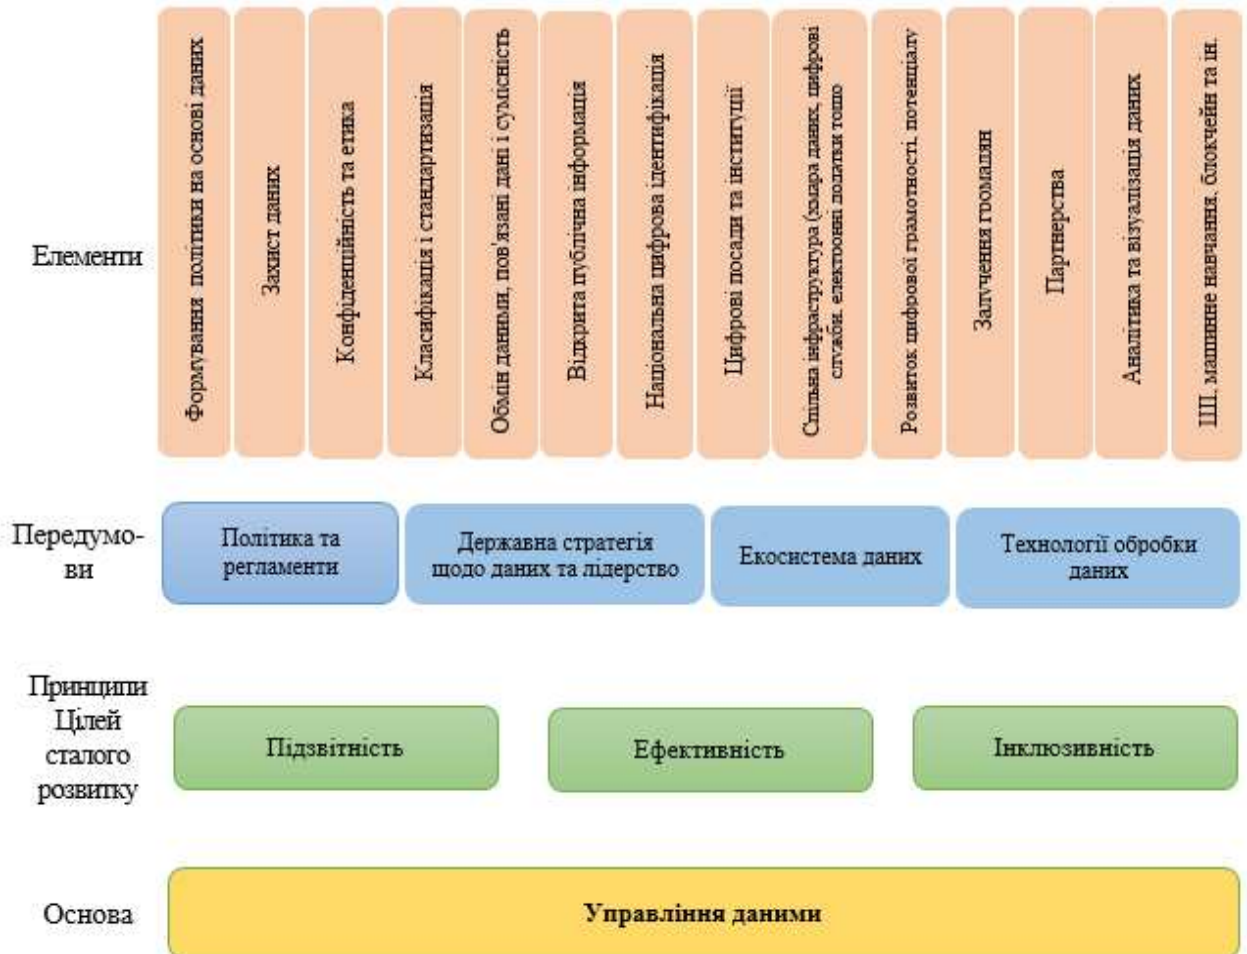 Елементи
Формування політики на основі даних
Захист даних
Конфіденційність та етика
Класифікація і стандартизація
Обмін даними, пов'язані дані і сумісність
Відкрита публічна інформація
Національна цифрова ідентифікація
Цифрові посади та інституції
Спільна інфраструктура (хмара даних, цифрові
служби, електронні додатки тощо
Розвиток цифрової грамотності, потенціалу
Залучення громадян
Партнерства
Аналітика та візуалізація даних
ШІ, машинне навчання, блокчейн та ін.
Передумо-
ви
Політика та
регламенти
Державна стратегія
щодо даних та лідерство
Екосистема даних
Технології обробки
даних
Принципи
Цілей
сталого
розвитку
Підзвітність
Ефективність
Інклюзивність
Основа
Управління даними